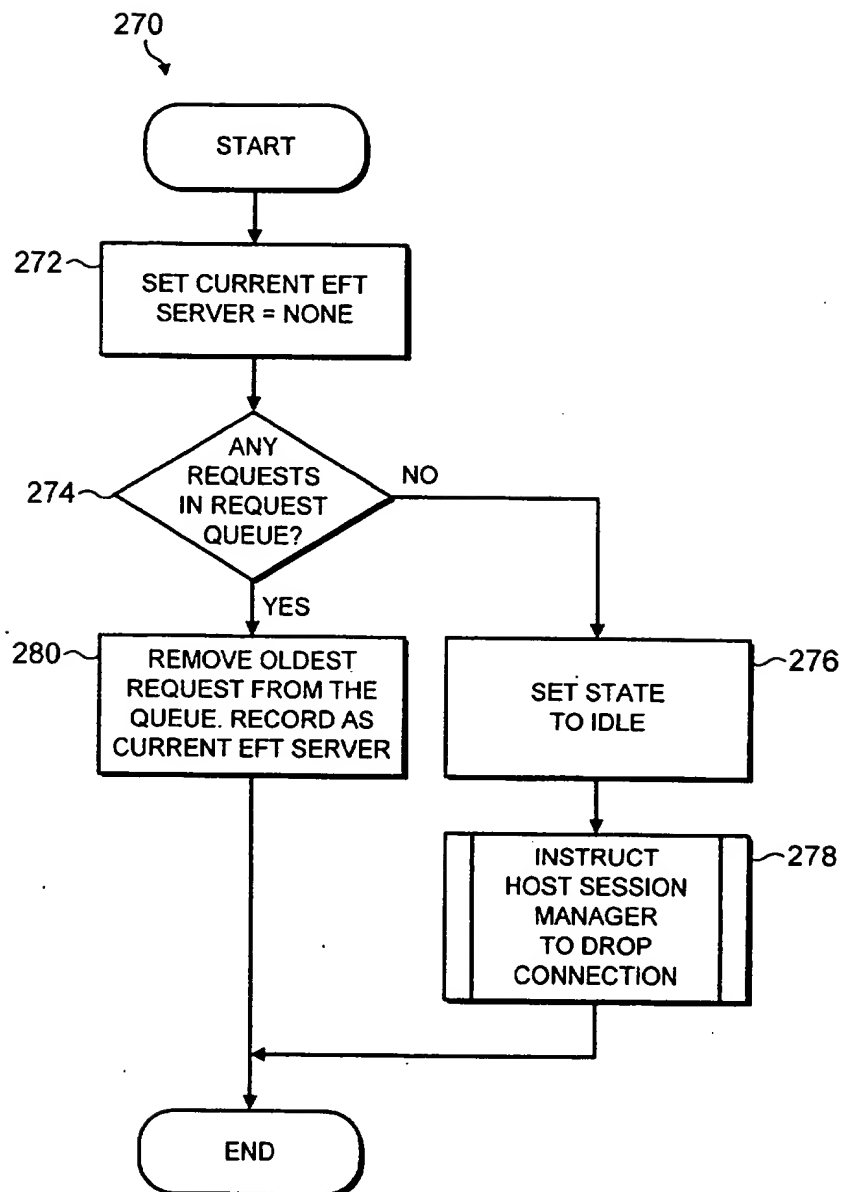 270
START
272
SET CURRENT EFT
SERVER = NONE
274
ANY
REQUESTS
IN REQUEST
QUEUE?
NO
YES
280
REMOVE OLDEST
REQUEST FROM THE
QUEUE. RECORD AS
CURRENT EFT SERVER
276
SET STATE
TO IDLE
278
INSTRUCT
HOST SESSION
MANAGER
TO DROP
CONNECTION
END